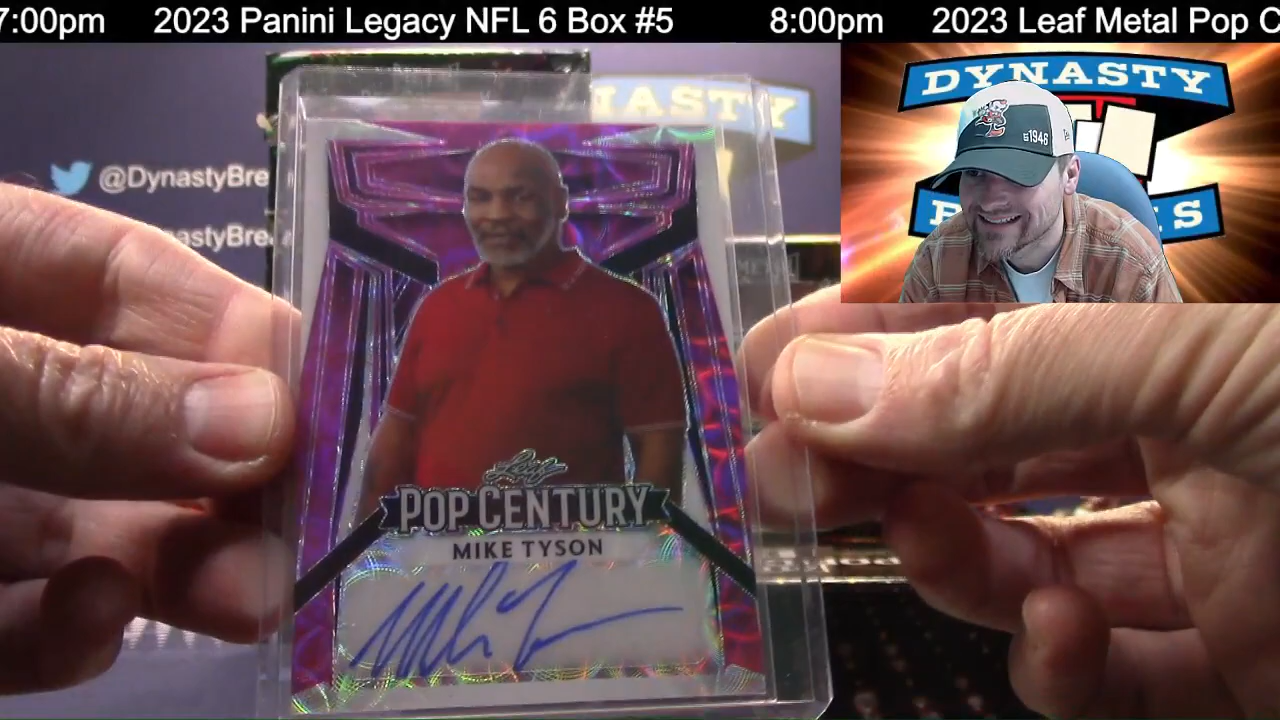 7:00pm 2023 Panini Legacy NFL 6 Box #5 8:00pm 2023 Leaf Metal Pop C
DYNASTY
@DynastyBre
Leaf
POP CENTURY
MIKE TYSON